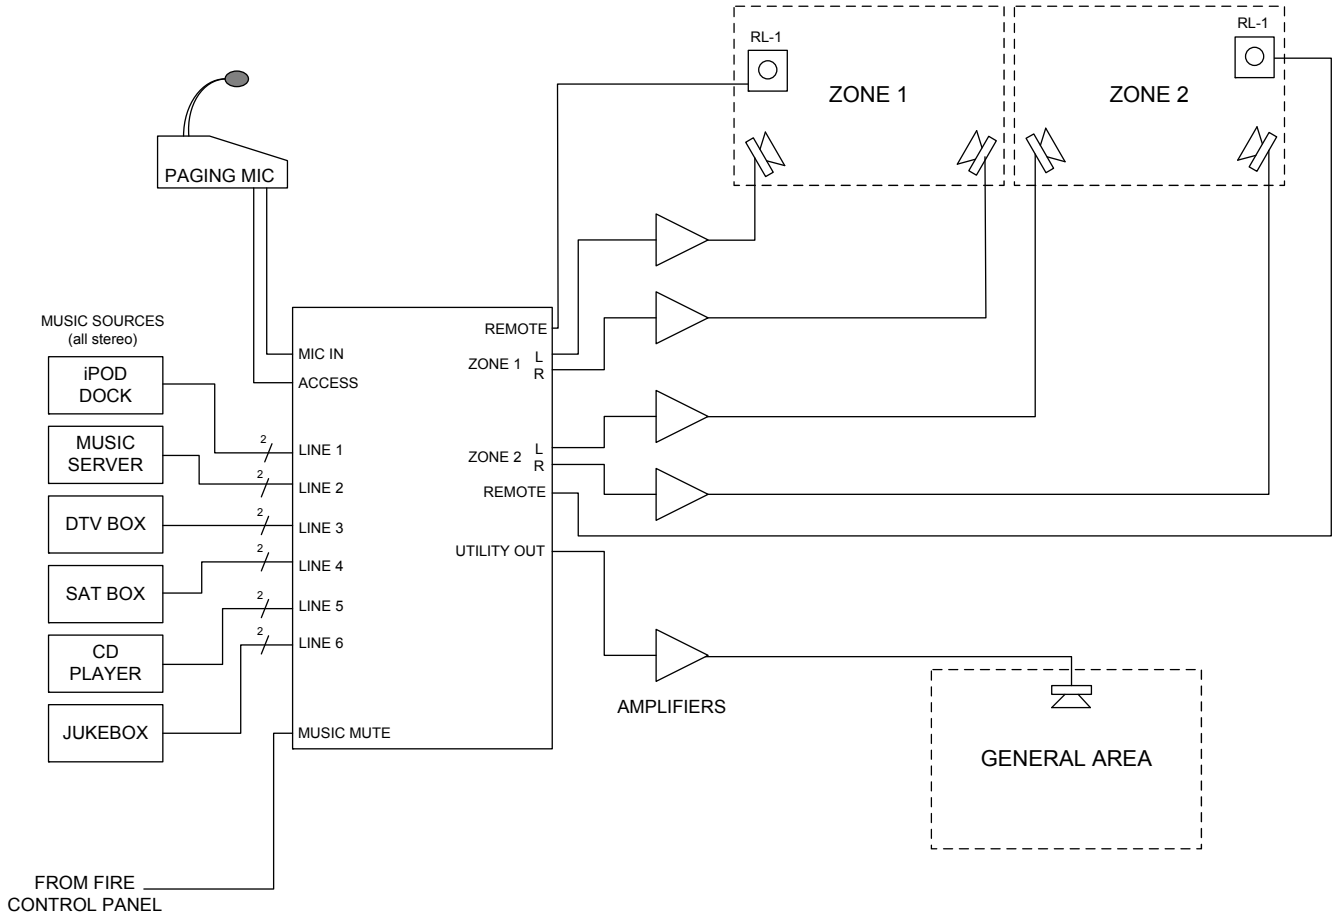 RL-1
ZONE 1
RL-1
ZONE 2
PAGING MIC
MUSIC SOURCES
(all stereo)
iPOD
DOCK
MUSIC
SERVER
DTV BOX
SAT BOX
CD
PLAYER
JUKEBOX
2
2
2
2
2
2
MIC IN
ACCESS
LINE 1
LINE 2
LINE 3
LINE 4
LINE 5
LINE 6
MUSIC MUTE
REMOTE
ZONE 1
L
R
ZONE 2
L
R
REMOTE
UTILITY OUT
AMPLIFIERS
GENERAL AREA
FROM FIRE
CONTROL PANEL